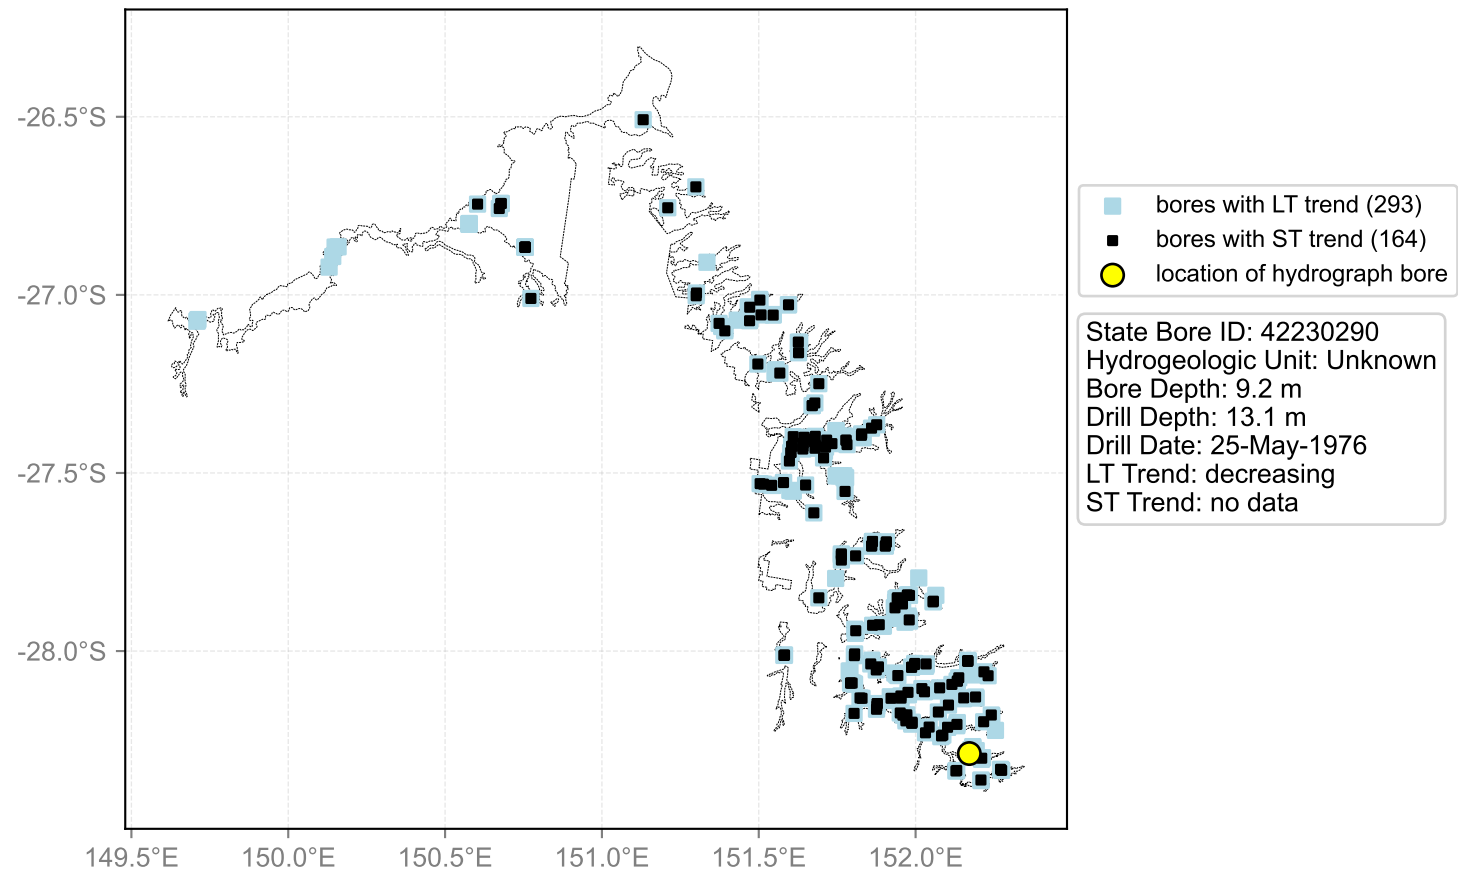 -26.5°S
-27.0°S
-27.5°S
-28.0°S
149.5°E 150.0°E 150.5°E 151.0°E 151.5°E 152.0°E
bores with LT trend (293)
bores with ST trend (164)
location of hydrograph bore
State Bore ID: 42230290
Hydrogeologic Unit: Unknown
Bore Depth: 9.2 m
Drill Depth: 13.1 m
Drill Date: 25-May-1976
LT Trend: decreasing
ST Trend: no data